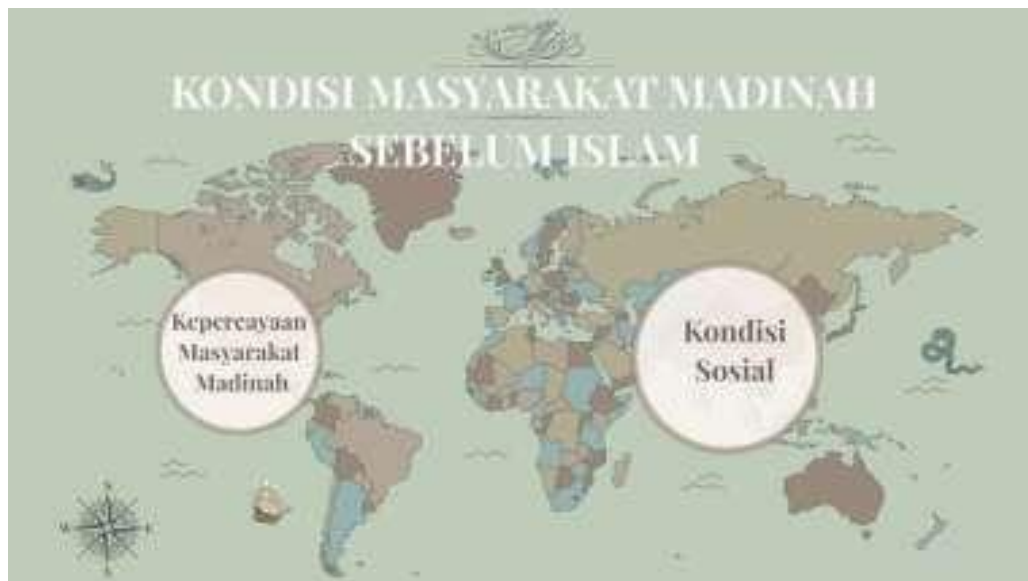 KONDISI MASYARAKAT MADINAH
SEBELUM ISLAM
Kepercayaan
Masyarakat
Madinah
Kondisi
Sosial
N
W
E
S